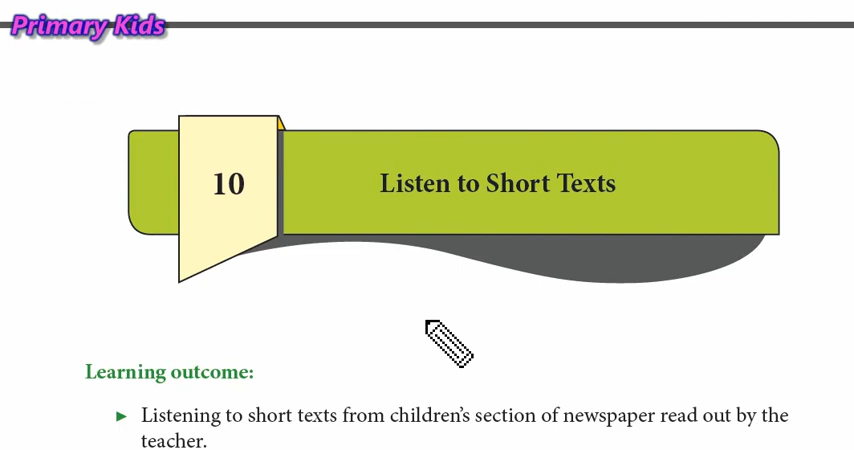 Primary Kids
10
Listen to Short Texts
Learning outcome:
► Listening to short texts from children's section of newspaper read out by the
teacher.